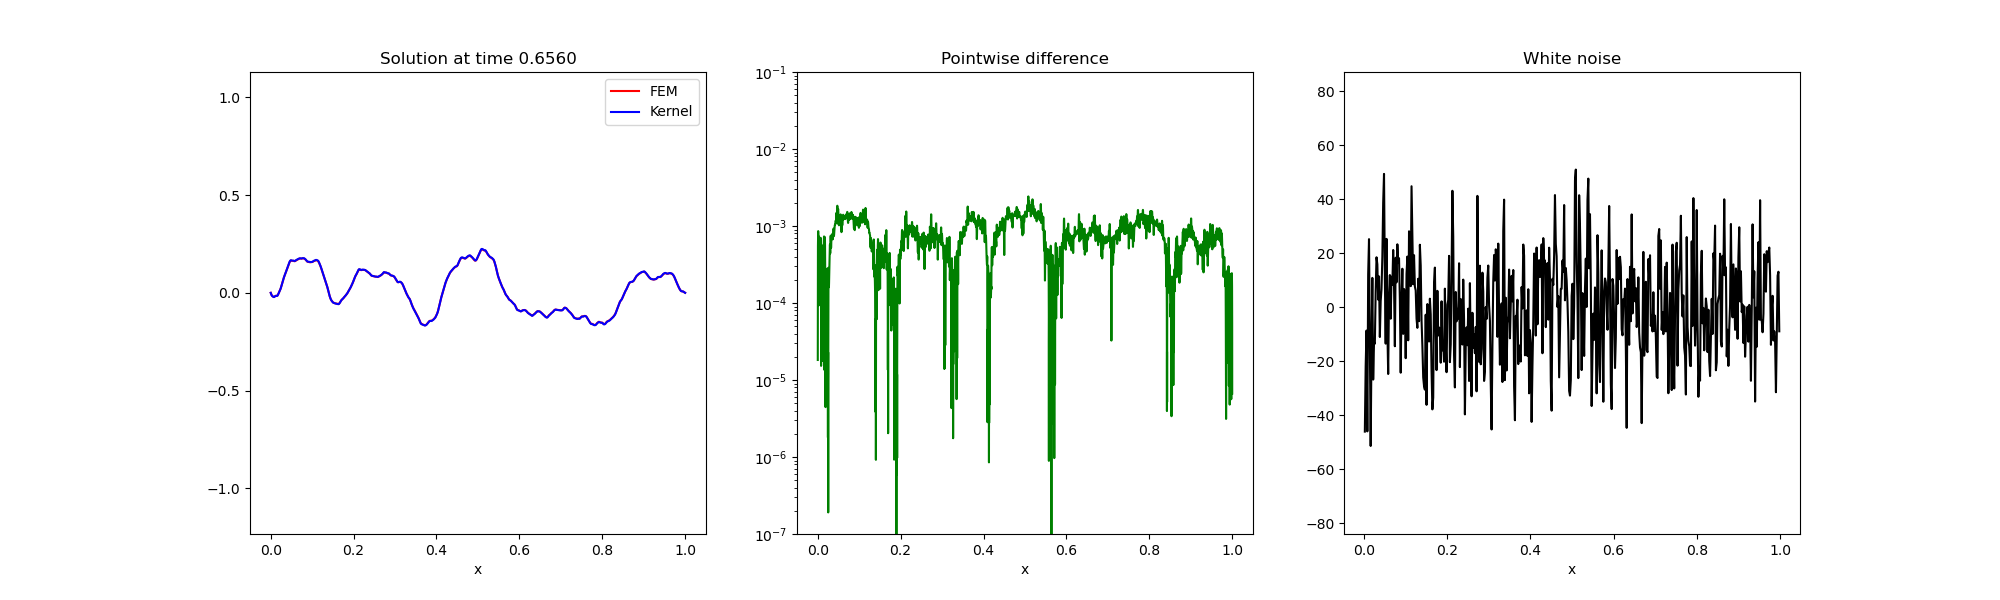 Solution at time 0.6560
1.0
0.5
0.0
−0.5
−1.0
0.0 0.2 0.4 0.6 0.8 1.0
x
FEM
Kernel
Pointwise difference
10⁻¹
10⁻²
10⁻³
10⁻⁴
10⁻⁵
10⁻⁶
10⁻⁷
0.0 0.2 0.4 0.6 0.8 1.0
x
White noise
80
60
40
20
0
−20
−40
−60
−80
0.0 0.2 0.4 0.6 0.8 1.0
x